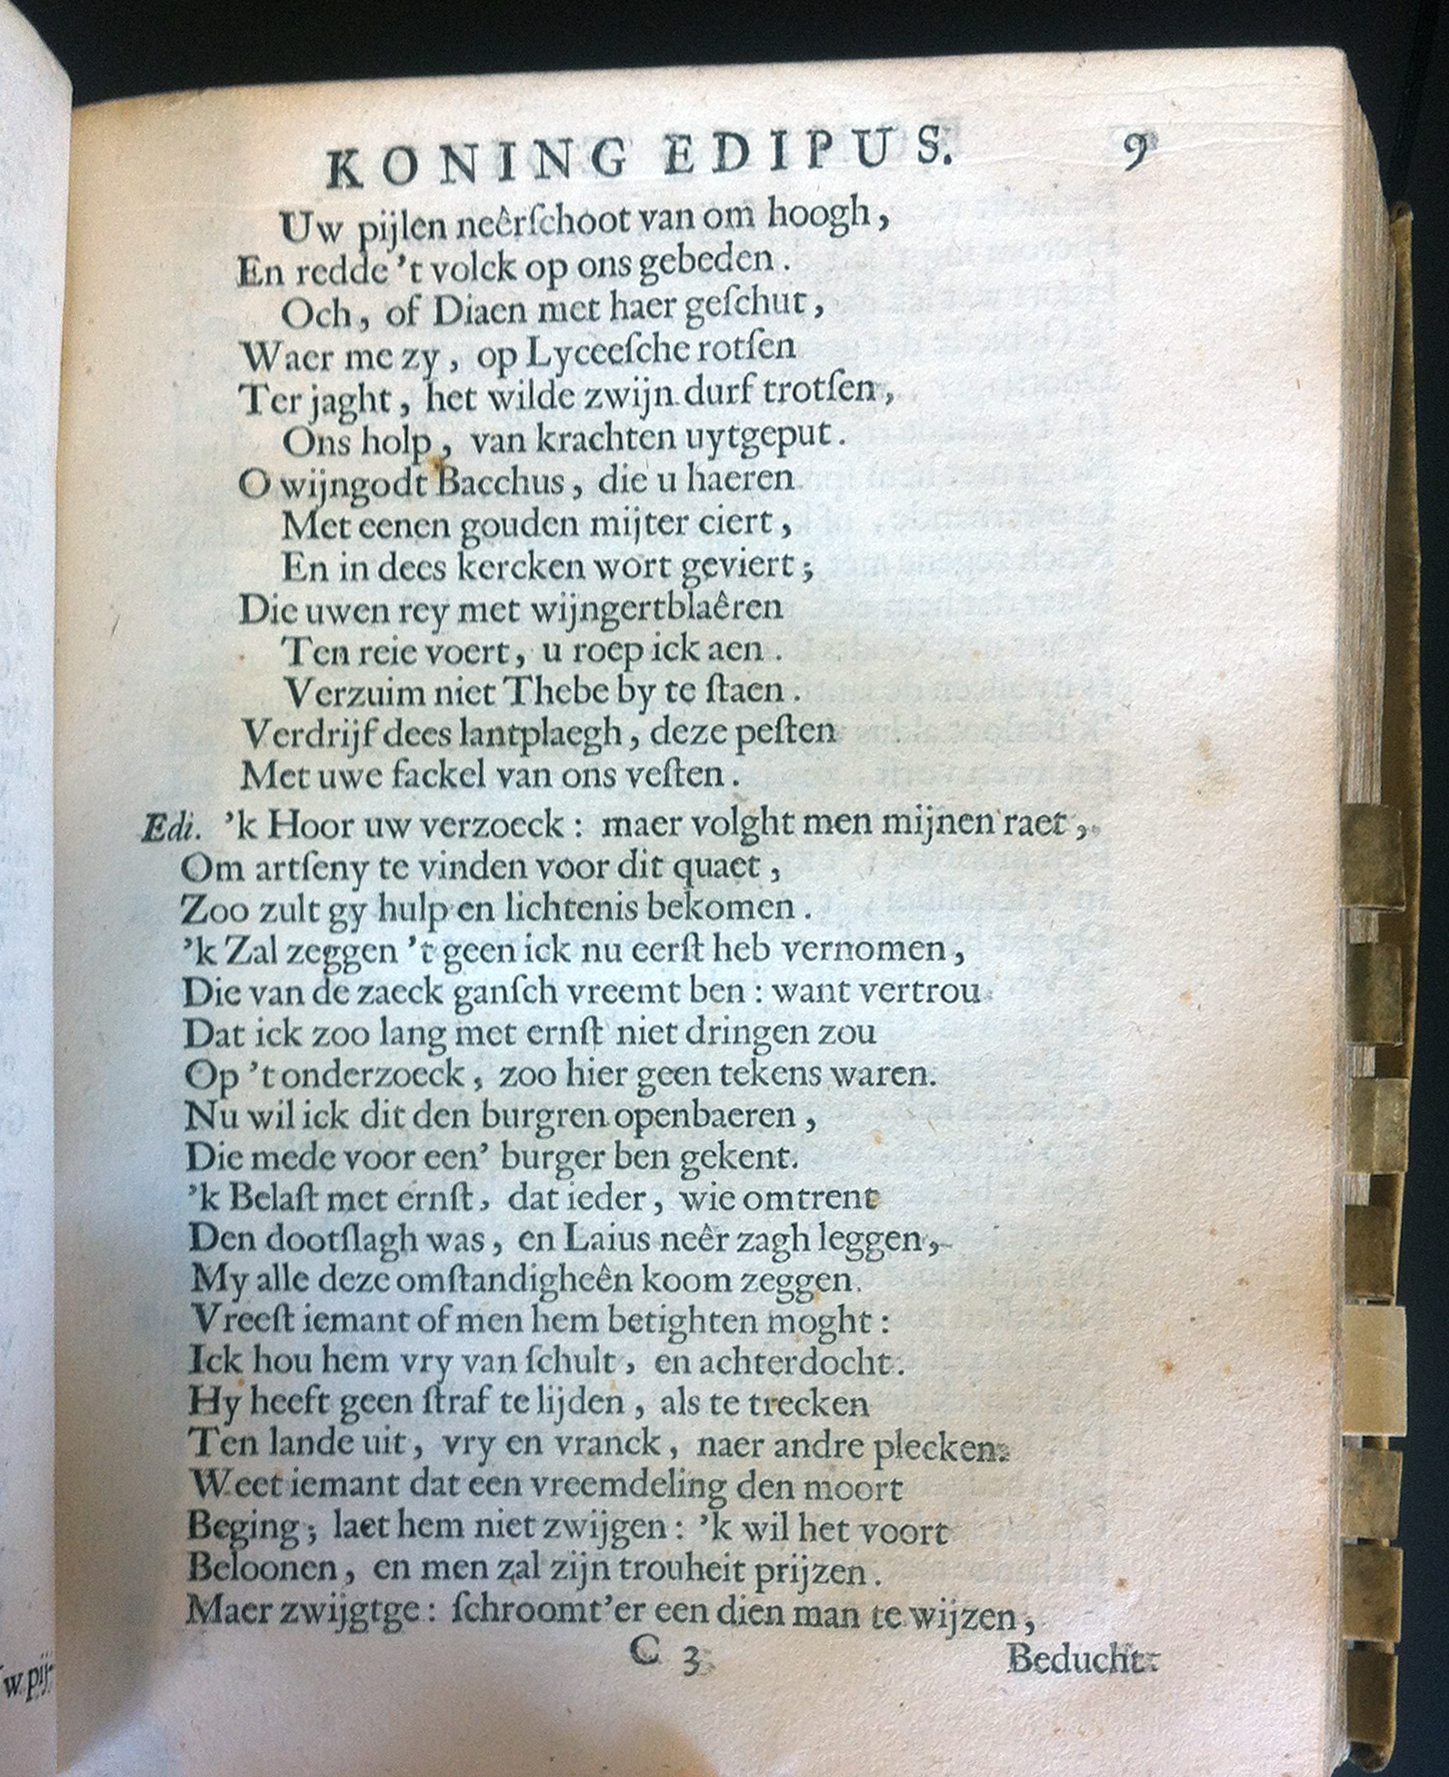 KONING EDIPUS. 9
Uw pijlen neêrſchoot van om hoogh,
En redde 't volck op ons gebeden.
Och, of Diaen met haer geſchut,
Waer me zy, op Lyceeſche rotſen
Ter jaght, het wilde zwijn durf trotſen,
Ons holp, van krachten uytgeput.
O wijngodt Bacchus, die u haeren
Met eenen gouden mijter ciert,
En in dees kercken wort geviert;
Die uwen rey met wijngertblaêren
Ten reie voert, u roep ick aen.
Verzuim niet Thebe by te ſtaen.
Verdrijf dees lantplaegh, deze peſten
Met uwe fackel van ons veſten.
Edi. 'k Hoor uw verzoeck: maer volght men mijnen raet,
Om artſeny te vinden voor dit quaet,
Zoo zult gy hulp en lichtenis bekomen.
'k Zal zeggen 't geen ick nu eerſt heb vernomen,
Die van de zaeck ganſch vreemt ben: want vertrou
Dat ick zoo lang met ernſt niet dringen zou
Op 't onderzoeck, zoo hier geen tekens waren.
Nu wil ick dit den burgren openbaeren,
Die mede voor een' burger ben gekent.
'k Belaſt met ernſt, dat ieder, wie omtrent
Den dootſlagh was, en Laius neêr zagh leggen,
My alle deze omſtandigheên koom zeggen.
Vreeſt iemant of men hem betighten moght:
Ick hou hem vry van ſchult, en achterdocht.
Hy heeft geen ſtraf te lijden, als te trecken
Ten lande uit, vry en vranck, naer andre plecken.
Weet iemant dat een vreemdeling den moort
Beging; laet hem niet zwijgen: 'k wil het voort
Beloonen, en men zal zijn trouheit prijzen.
Maer zwijgtge: ſchroomt'er een dien man te wijzen,
C 3 Beducht
w pij-